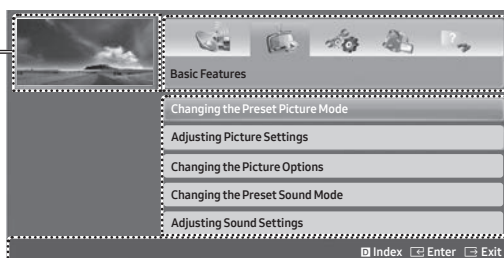 Basic Features
Changing the Preset Picture Mode
Adjusting Picture Settings
Changing the Picture Options
Changing the Preset Sound Mode
Adjusting Sound Settings
D Index Enter Exit